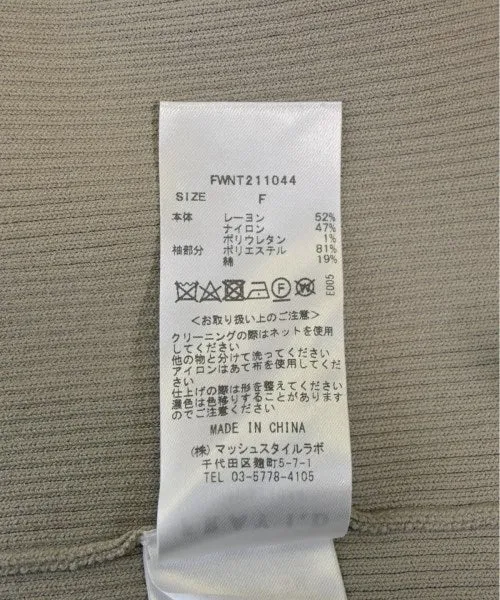 FWNT211044
SIZE F
本体 レーヨン 52%
ナイロン 47%
ポリウレタン 1%
袖部分 ポリエステル 81%
綿 19%
F W E005
<お取り扱い上のご注意>
クリーニングの際はネットを使用
してください
他の物と分けて洗ってください
アイロンはあて布を使用してくだ
さい
仕上げの際は形を整えてください
濃色は色移りすることがあります
のでご注意ください
MADE IN CHINA
(株)マッシュスタイルラボ
千代田区麹町5-7-1
TEL 03-5778-4105